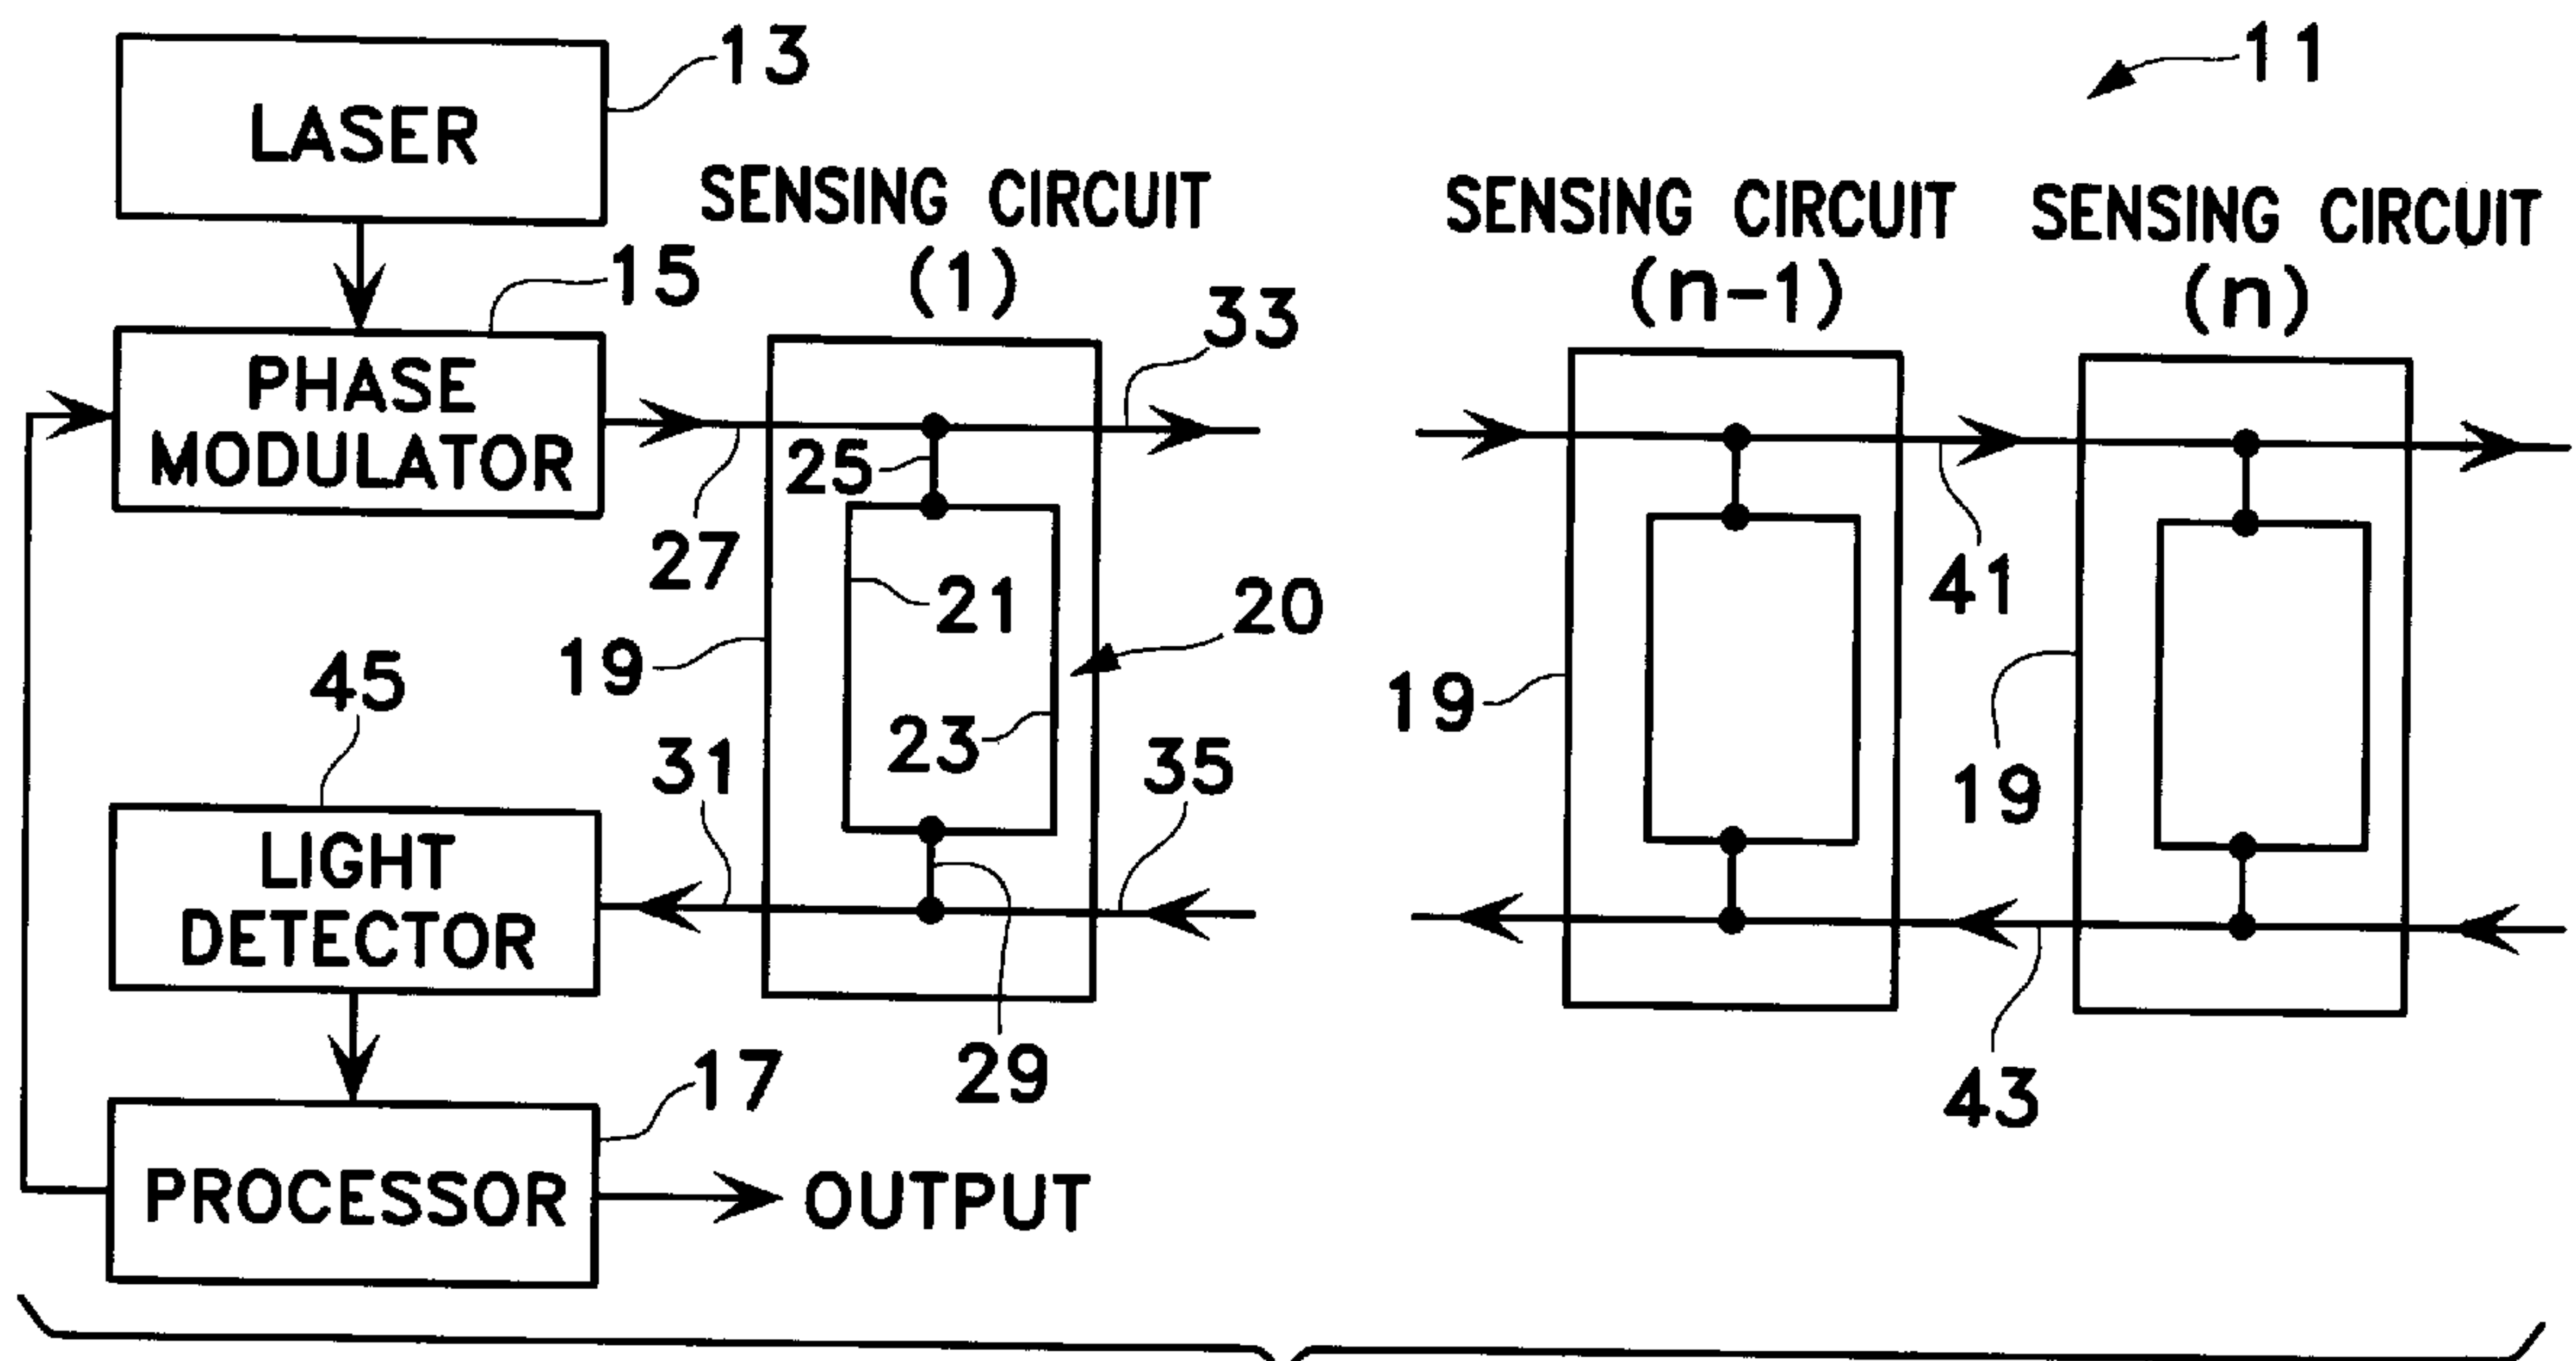 13
LASER
11
SENSING CIRCUIT
(1)
SENSING CIRCUIT
(n-1)
SENSING CIRCUIT
(n)
15
PHASE
MODULATOR
33
25
27
21
20
41
19
19
19
23
45
31
35
LIGHT
DETECTOR
29
43
17
PROCESSOR
OUTPUT